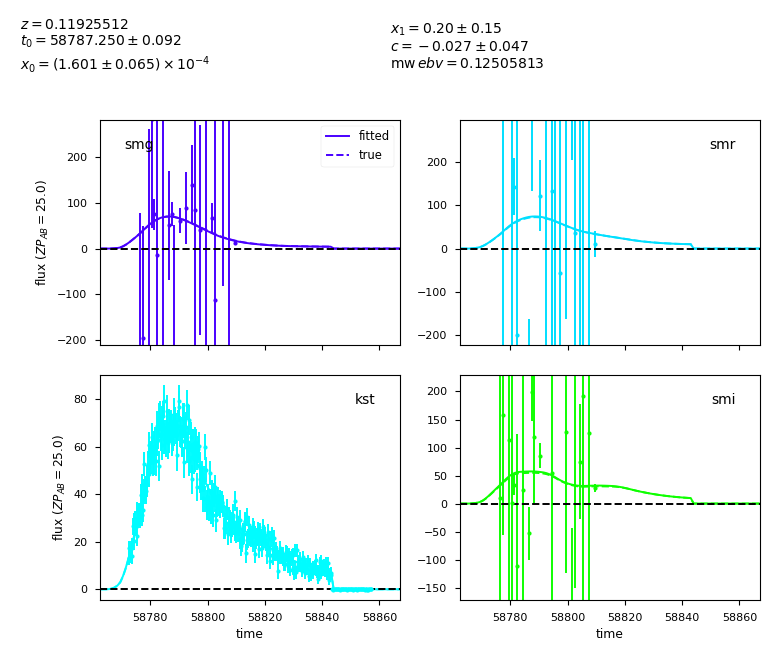 z = 0.11925512
t₀ = 58787.250 ± 0.092
x₀ = (1.601 ± 0.065) × 10⁻⁴
x₁ = 0.20 ± 0.15
c = −0.027 ± 0.047
mw ebv = 0.12505813
smg
fitted
true
200
100
0
−100
−200
flux (ZP_AB = 25.0)
smr
200
100
0
−100
−200
kst
80
60
40
20
0
flux (ZP_AB = 25.0)
58780 58800 58820 58840 58860
time
smi
200
150
100
50
0
−50
−100
−150
58780 58800 58820 58840 58860
time